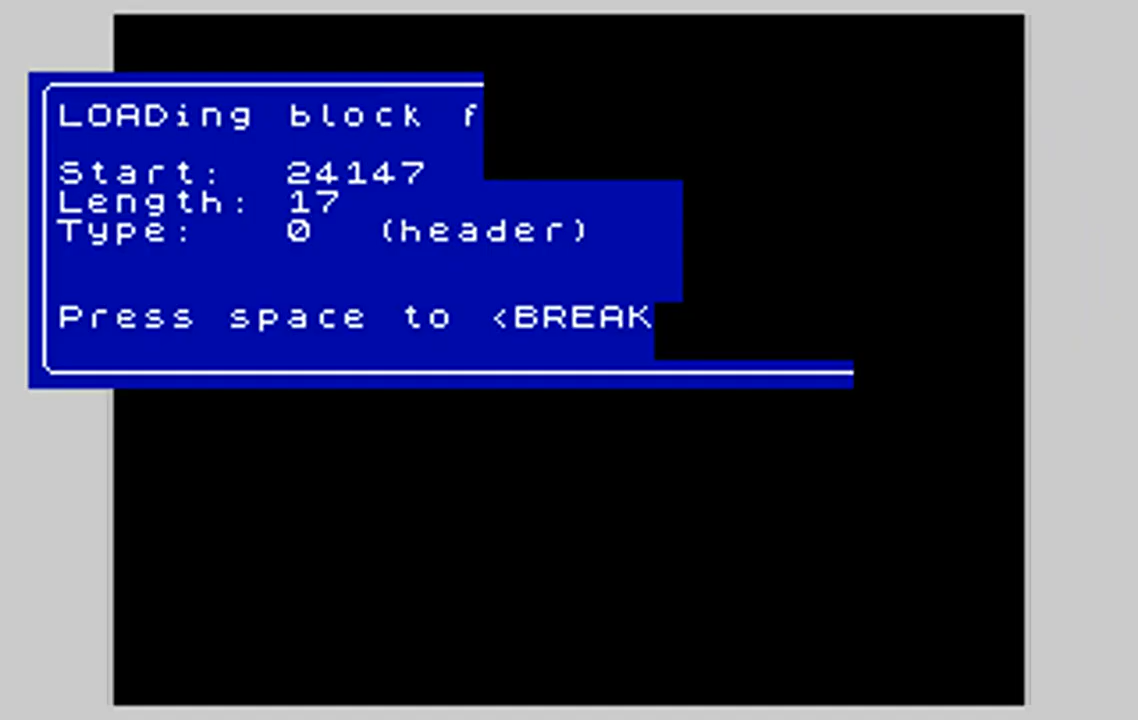 LOADing block f
Start: 24147
Length: 17
Type: 0 (header)
Press space to <BREAK